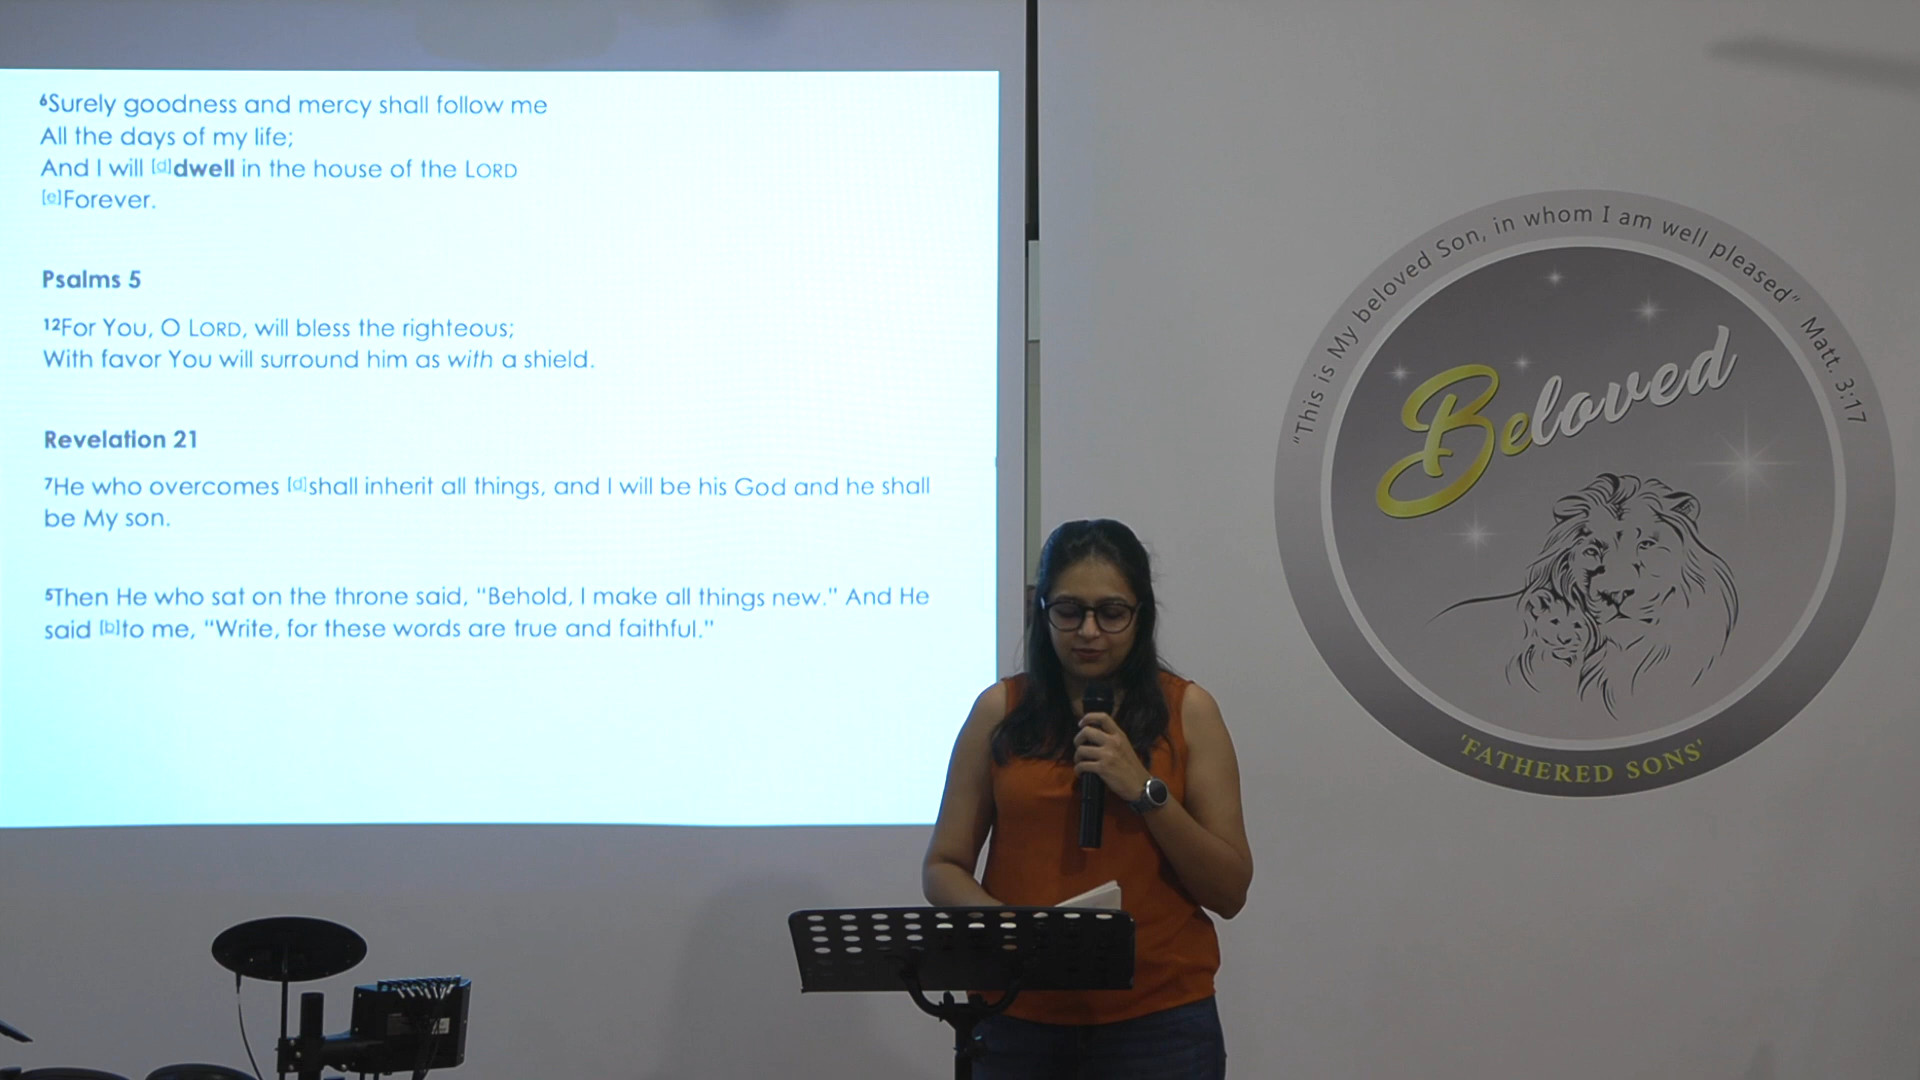 ⁶Surely goodness and mercy shall follow me
All the days of my life;
And I will [d]dwell in the house of the LORD
[e]Forever.
Psalms 5
¹²For You, O LORD, will bless the righteous;
With favor You will surround him as with a shield.
Revelation 21
⁷He who overcomes [d]shall inherit all things, and I will be his God and he shall
be My son.
⁵Then He who sat on the throne said, “Behold, I make all things new.” And He
said [b]to me, “Write, for these words are true and faithful.”
"This is My beloved Son, in whom I am well pleased" Matt. 3:17
Beloved
'FATHERED SONS'